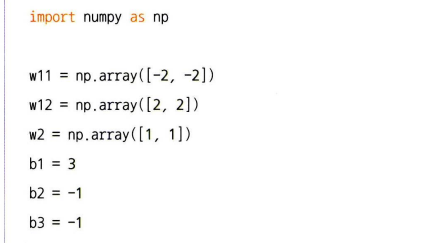 import numpy as np
w11 = np.array([-2, -2])
w12 = np.array([2, 2])
w2 = np.array([1, 1])
b1 = 3
b2 = -1
b3 = -1